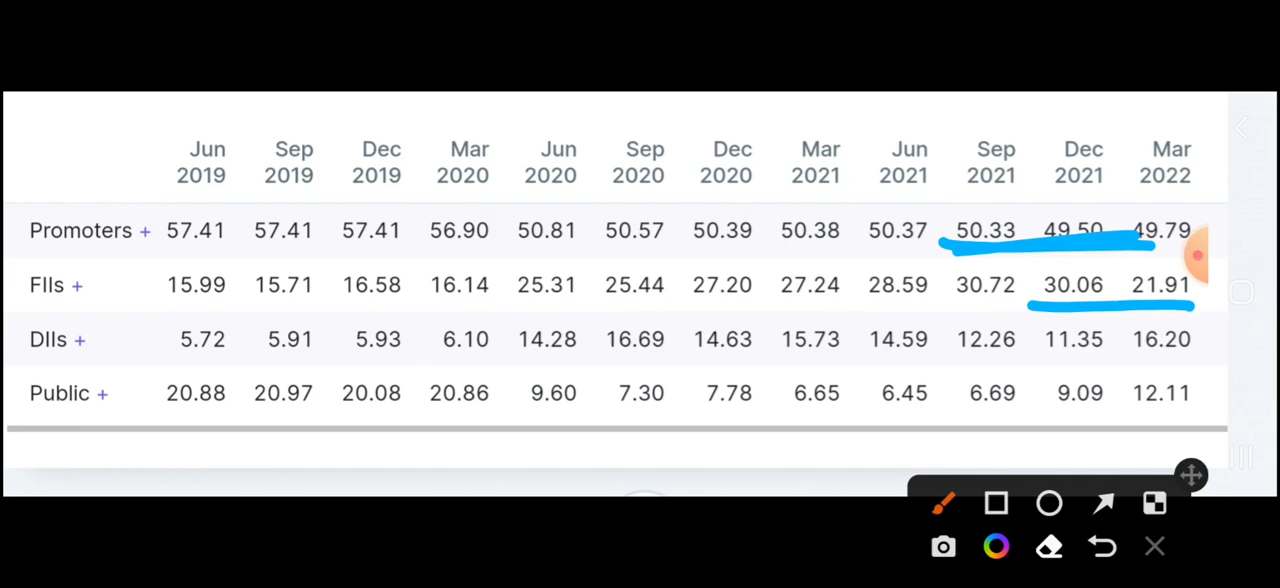 Jun Sep Dec Mar Jun Sep Dec Mar Jun Sep Dec Mar
2019 2019 2019 2020 2020 2020 2020 2021 2021 2021 2021 2022
Promoters + 57.41 57.41 57.41 56.90 50.81 50.57 50.39 50.38 50.37 50.33 49.50 49.79
FIIs + 15.99 15.71 16.58 16.14 25.31 25.44 27.20 27.24 28.59 30.72 30.06 21.91
DIIs + 5.72 5.91 5.93 6.10 14.28 16.69 14.63 15.73 14.59 12.26 11.35 16.20
Public + 20.88 20.97 20.08 20.86 9.60 7.30 7.78 6.65 6.45 6.69 9.09 12.11